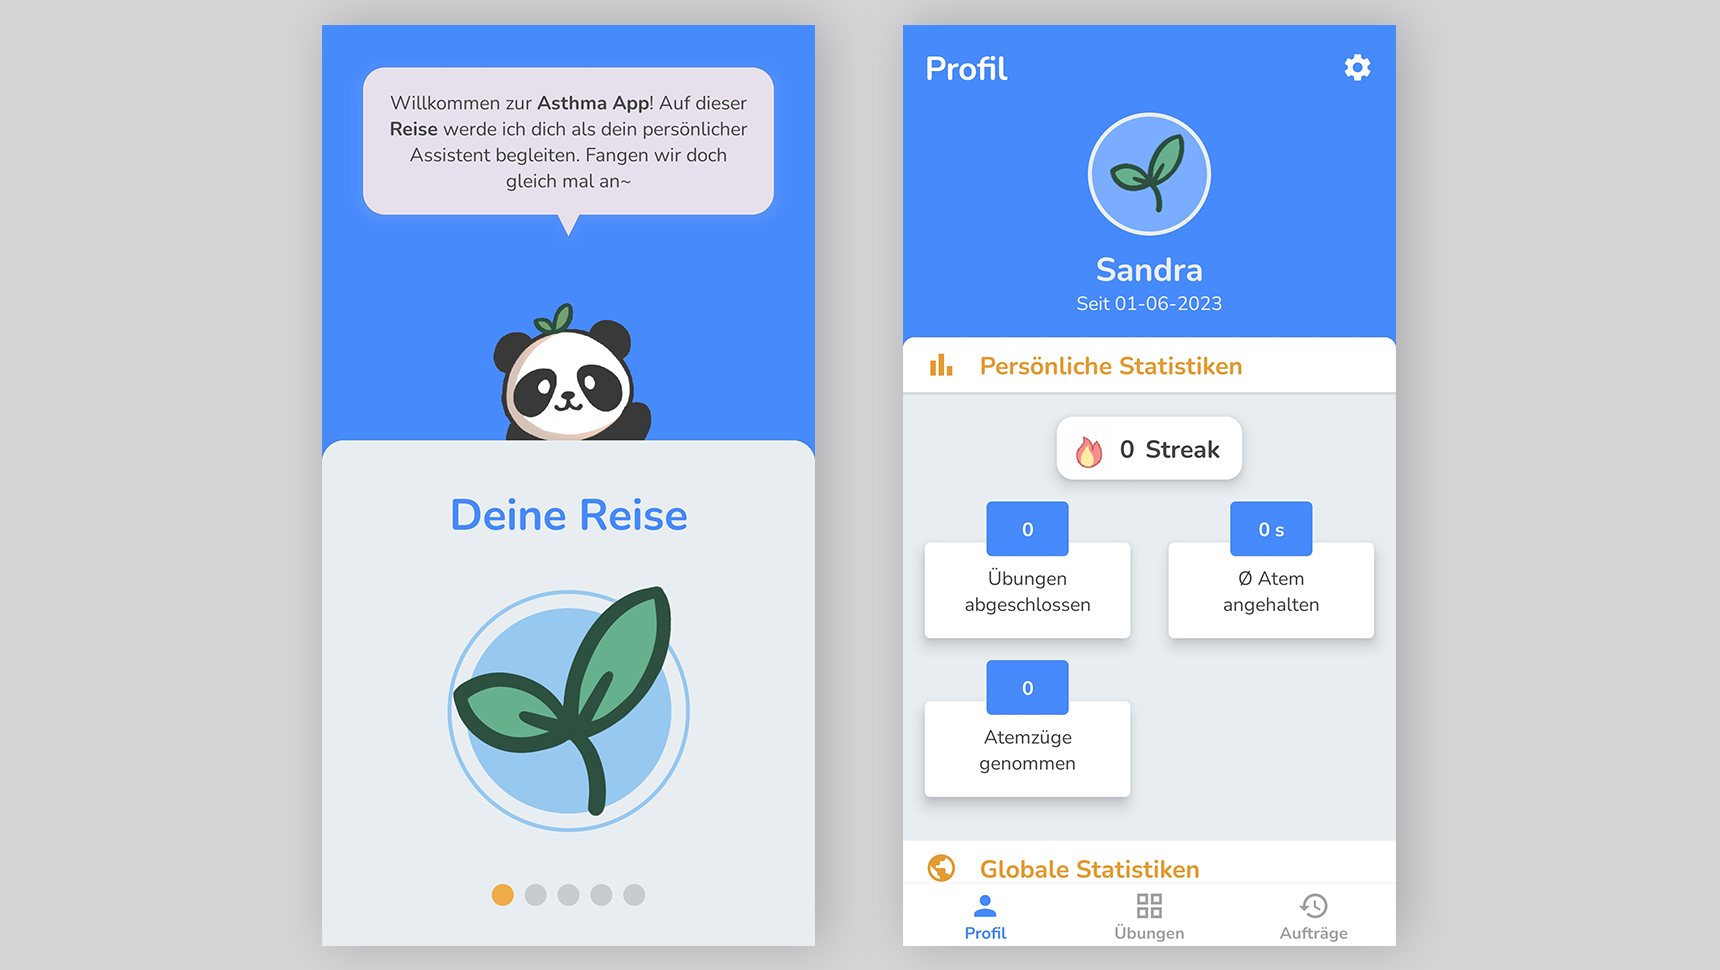 Willkommen zur Asthma App! Auf dieser
Reise werde ich dich als dein persönlicher
Assistent begleiten. Fangen wir doch
gleich mal an~
Deine Reise
Profil
Sandra
Seit 01-06-2023
Persönliche Statistiken
0 Streak
0
Übungen
abgeschlossen
0 s
Ø Atem
angehalten
0
Atemzüge
genommen
Globale Statistiken
Profil
Übungen
Aufträge